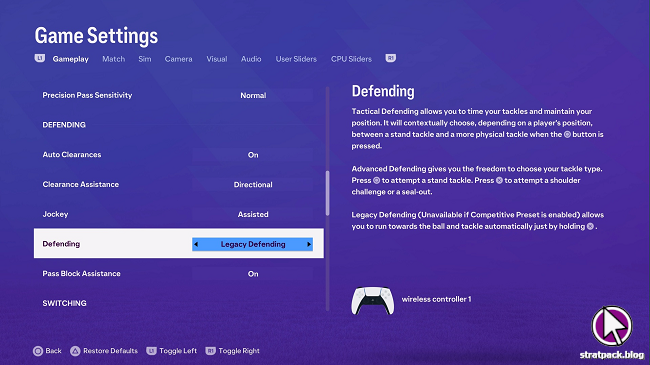 Game Settings
L1 Gameplay Match Sim Camera Visual Audio User Sliders CPU Sliders R1
Precision Pass Sensitivity Normal
DEFENDING
Auto Clearances On
Clearance Assistance Directional
Jockey Assisted
Defending Legacy Defending
Pass Block Assistance On
SWITCHING
Defending
Tactical Defending allows you to time your tackles and maintain your
position. It will contextually choose, depending on a player's position,
between a stand tackle and a more physical tackle when the button is
pressed.
Advanced Defending gives you the freedom to choose your tackle type.
Press to attempt a stand tackle. Press to attempt a shoulder
challenge or a seal-out.
Legacy Defending (Unavailable if Competitive Preset is enabled) allows
you to run towards the ball and tackle automatically just by holding .
wireless controller 1
Back Restore Defaults L1 Toggle Left R1 Toggle Right
stratpack.blog